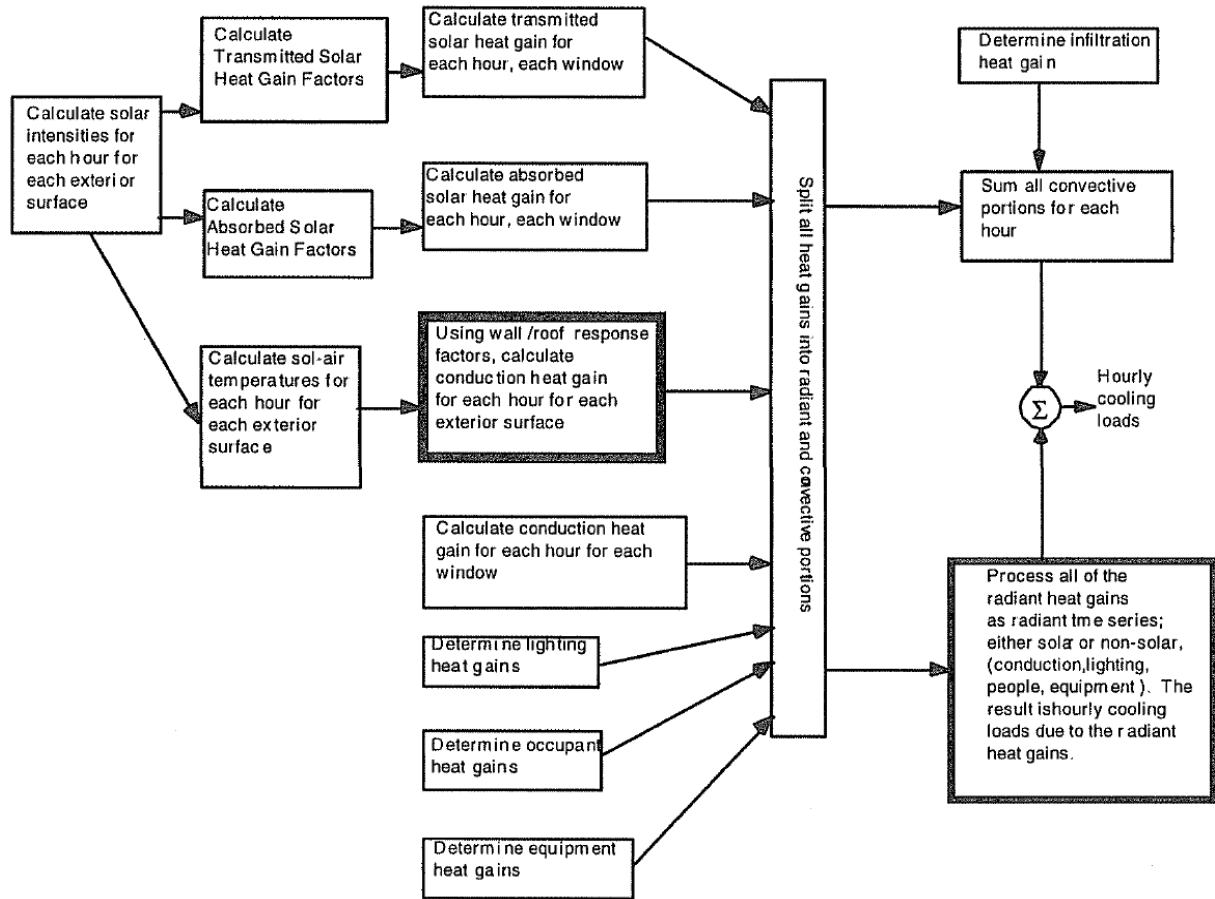 Calculate solar
intensities for
each hour for
each exterior
surface
Calculate
Transmitted Solar
Heat Gain Factors
Calculate transmitted
solar heat gain for
each hour, each window
Calculate
Absorbed Solar
Heat Gain Factors
Calculate absorbed
solar heat gain for
each hour, each window
Calculate sol-air
temperatures for
each hour for
each exterior
surface
Using wall /roof response
factors, calculate
conduction heat gain
for each hour for each
exterior surface
Calculate conduction heat
gain for each hour for each
window
Determine lighting
heat gains
Determine occupant
heat gains
Determine equipment
heat gains
Split all heat gains into radiant and covective portions
Determine infiltration
heat gain
Sum all convective
portions for each
hour
Σ
Hourly
cooling
loads
Process all of the
radiant heat gains
as radiant tme series;
either solar or non-solar,
(conduction,lighting,
people, equipment ). The
result ishourly cooling
loads due to the radiant
heat gains.